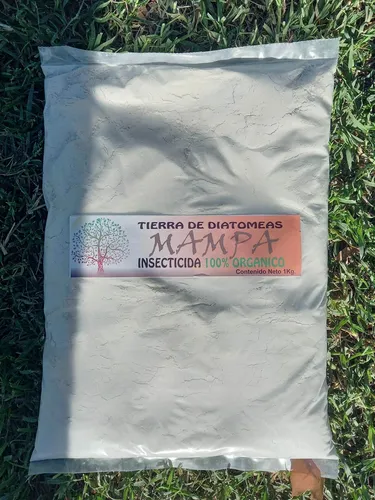 TIERRA DE DIATOMEAS
MAMPA
INSECTICIDA 100% ORGANICO
Contenido Neto 1Kg